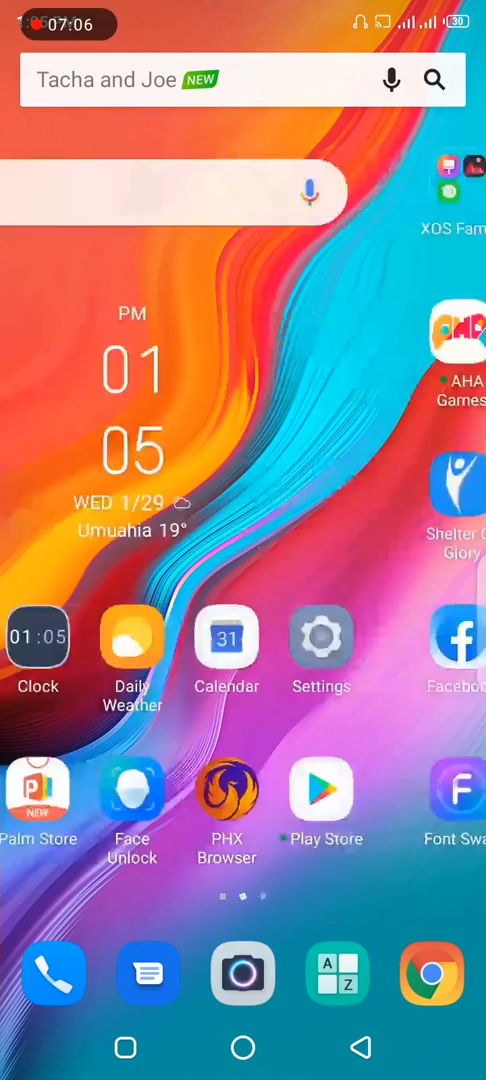 07:06
30
Tacha and Joe NEW
XOS Fam
PM
01
05
WED 1/29
Umuahia 19°
AHA
Games
Shelter O
Glory
01:05
31
Clock
Daily
Weather
Calendar
Settings
Faceboo
NEW
Palm Store
Face
Unlock
PHX
Browser
Play Store
Font Swa
A
Z